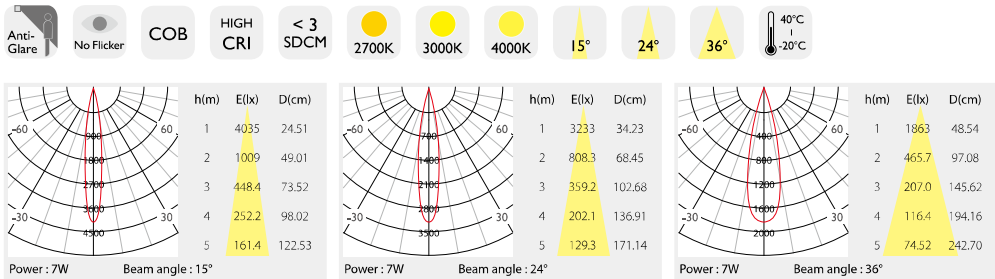 Anti-
Glare
No Flicker
COB
HIGH
CRI
< 3
SDCM
2700K
3000K
4000K
15°
24°
36°
40°C
-20°C
-60
60
-30
30
900
1800
2700
3600
4500
h(m) E(lx) D(cm)
1 4035 24.51
2 1009 49.01
3 448.4 73.52
4 252.2 98.02
5 161.4 122.53
Power : 7W Beam angle : 15°
-60
60
-30
30
700
1400
2100
2800
3500
h(m) E(lx) D(cm)
1 3233 34.23
2 808.3 68.45
3 359.2 102.68
4 202.1 136.91
5 129.3 171.14
Power : 7W Beam angle : 24°
-60
60
-30
30
400
800
1200
1600
2000
h(m) E(lx) D(cm)
1 1863 48.54
2 465.7 97.08
3 207.0 145.62
4 116.4 194.16
5 74.52 242.70
Power : 7W Beam angle : 36°